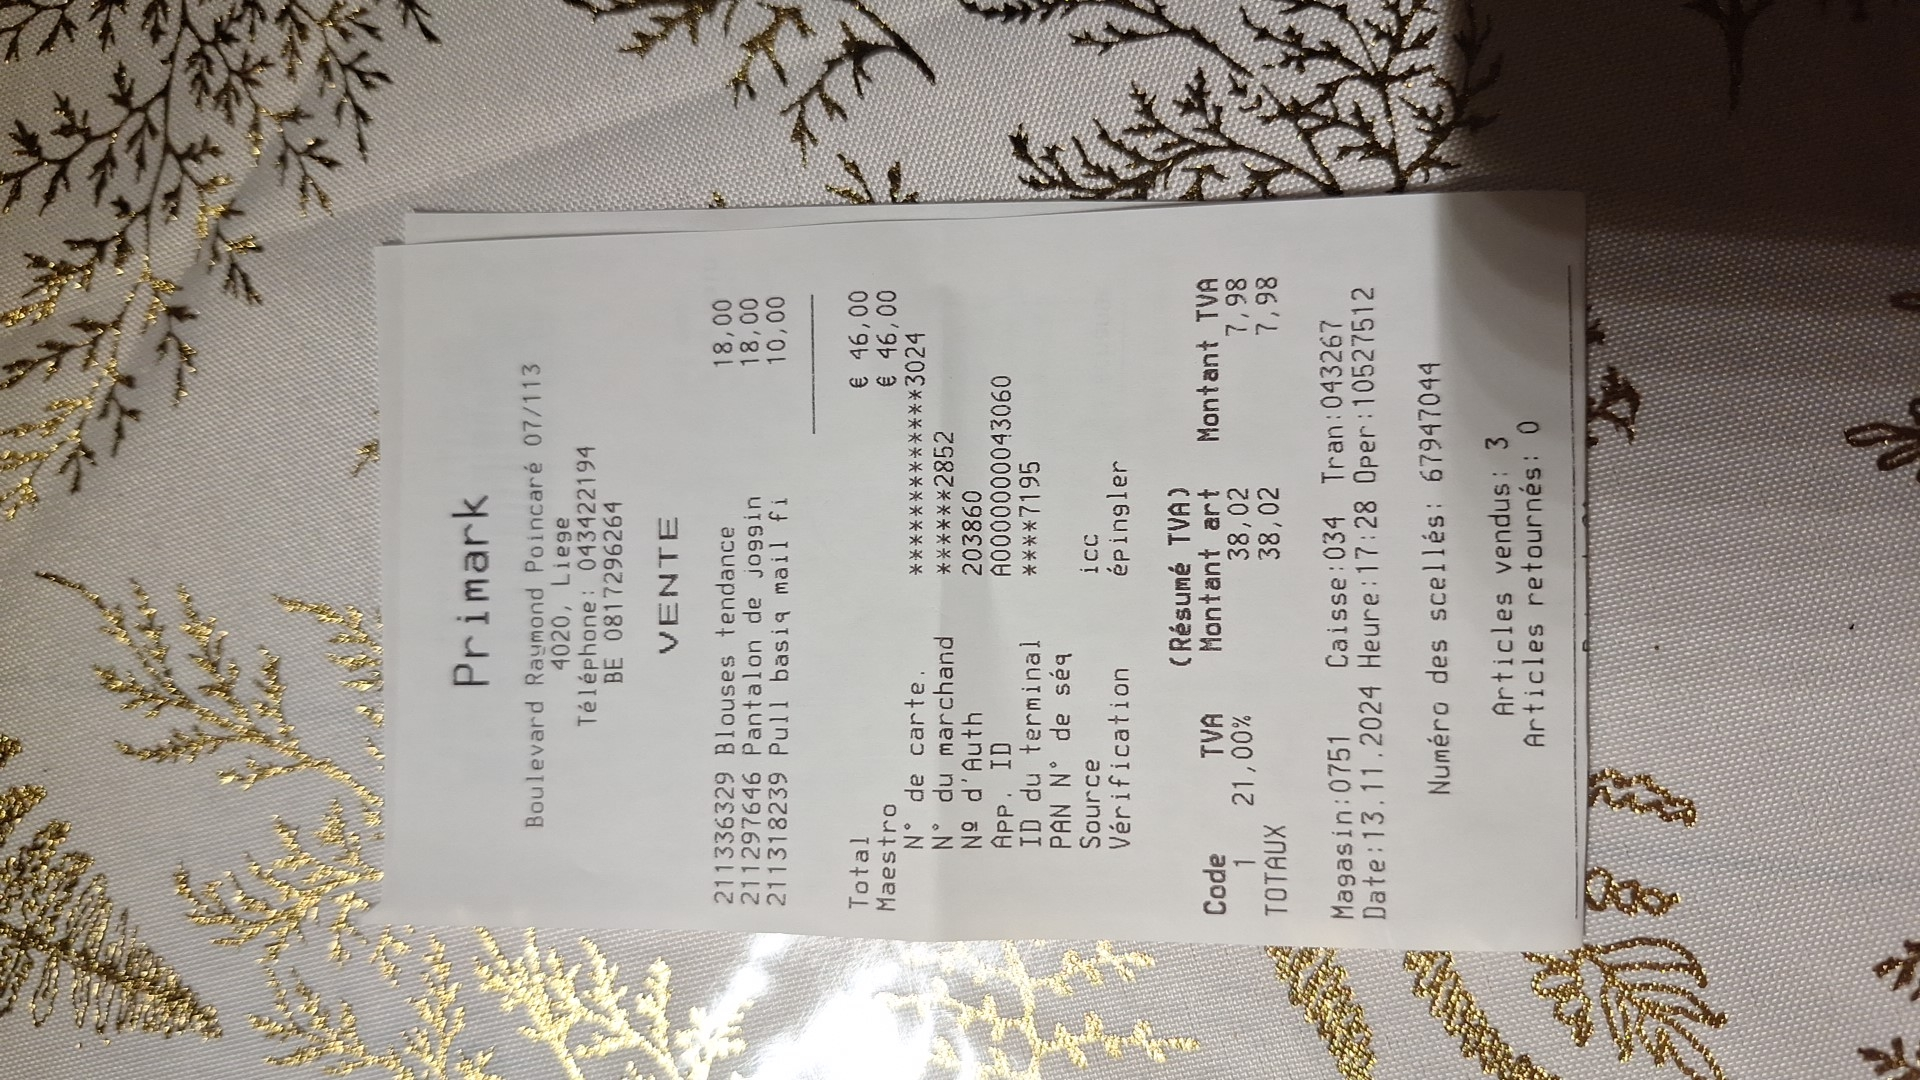 Primark
Boulevard Raymond Poincaré 07/113
4020, Liege
Téléphone: 043422194
BE 0817296264
VENTE
211336329 Blouses tendance 18,00
211297646 Pantalon de joggin 18,00
211318239 Pull basiq mail fi 10,00
Total € 46,00
Maestro € 46,00
N° de carte. ***************3024
N° du marchand ******2852
Nº d'Auth 203860
APP. ID A0000000043060
ID du terminal ****7195
PAN N° de séq
Source icc
Vérification épingler
(Résumé TVA)
Code TVA Montant art Montant TVA
1 21,00% 38,02 7,98
TOTAUX 38,02 7,98
Magasin:0751 Caisse:034 Tran:043267
Date:13.11.2024 Heure:17:28 Oper:10527512
Numéro des scellés: 67947044
Articles vendus: 3
Articles retournés: 0